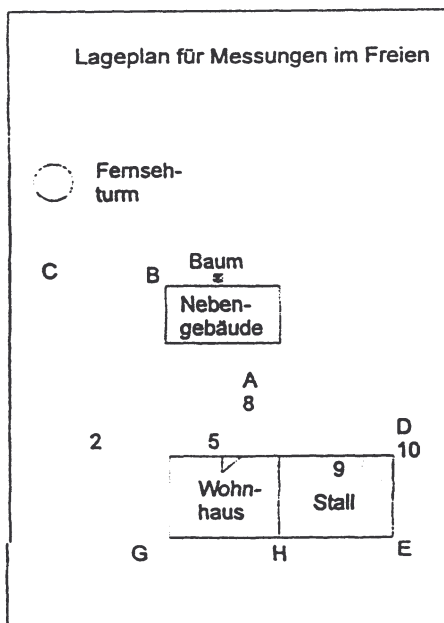 Lageplan für Messungen im Freien
Fernseh-
turm
C
B
Baum
Neben-
gebäude
A
8
2
5
D
10
9
Wohn-
haus
Stall
G
H
E